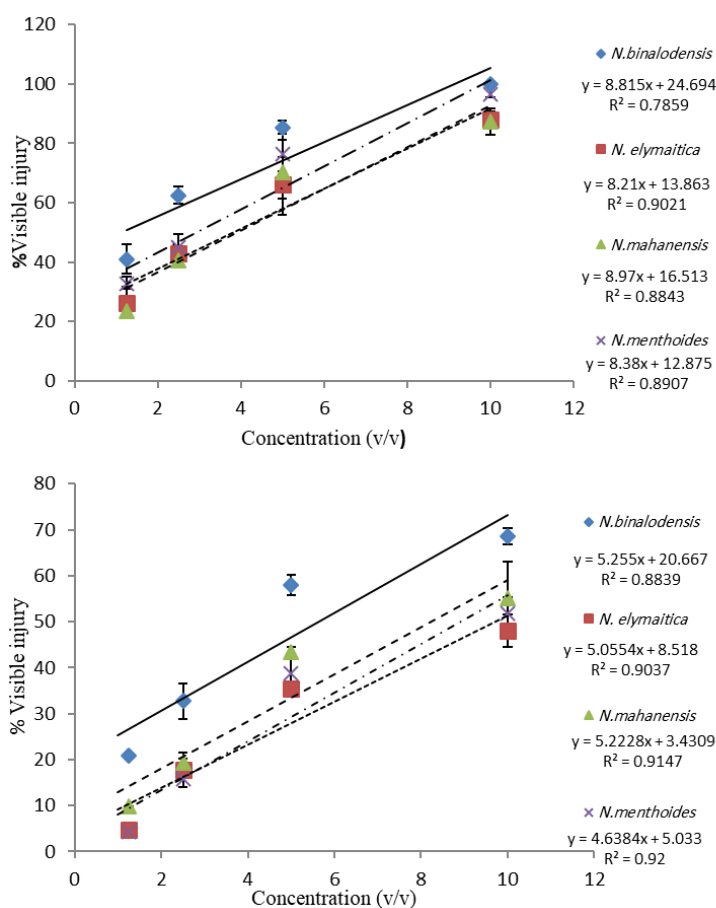 120
100
80
60
40
20
0
%Visible injury
0 2 4 6 8 10 12
Concentration (v/v)
N.binalodensis
y = 8.815x + 24.694
R² = 0.7859
N. elymaitica
y = 8.21x + 13.863
R² = 0.9021
N.mahanensis
y = 8.97x + 16.513
R² = 0.8843
N.menthoides
y = 8.38x + 12.875
R² = 0.8907
80
70
60
50
40
30
20
10
0
% Visible injury
0 2 4 6 8 10 12
Concentration (v/v)
N.binalodensis
y = 5.255x + 20.667
R² = 0.8839
N. elymaitica
y = 5.0554x + 8.518
R² = 0.9037
N.mahanensis
y = 5.2228x + 3.4309
R² = 0.9147
N.menthoides
y = 4.6384x + 5.033
R² = 0.92